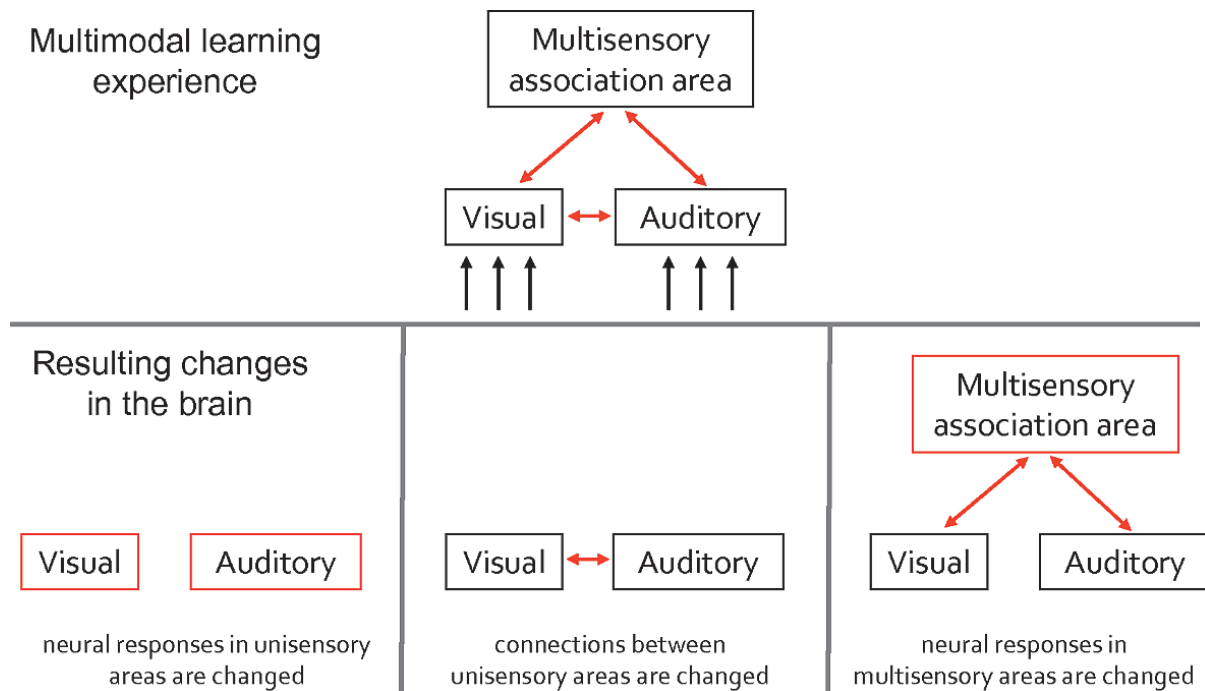 Multimodal learning
experience
Multisensory
association area
Visual
Auditory
Resulting changes
in the brain
Visual
Auditory
neural responses in unisensory
areas are changed
Visual
Auditory
connections between
unisensory areas are changed
Multisensory
association area
Visual
Auditory
neural responses in
multisensory areas are changed